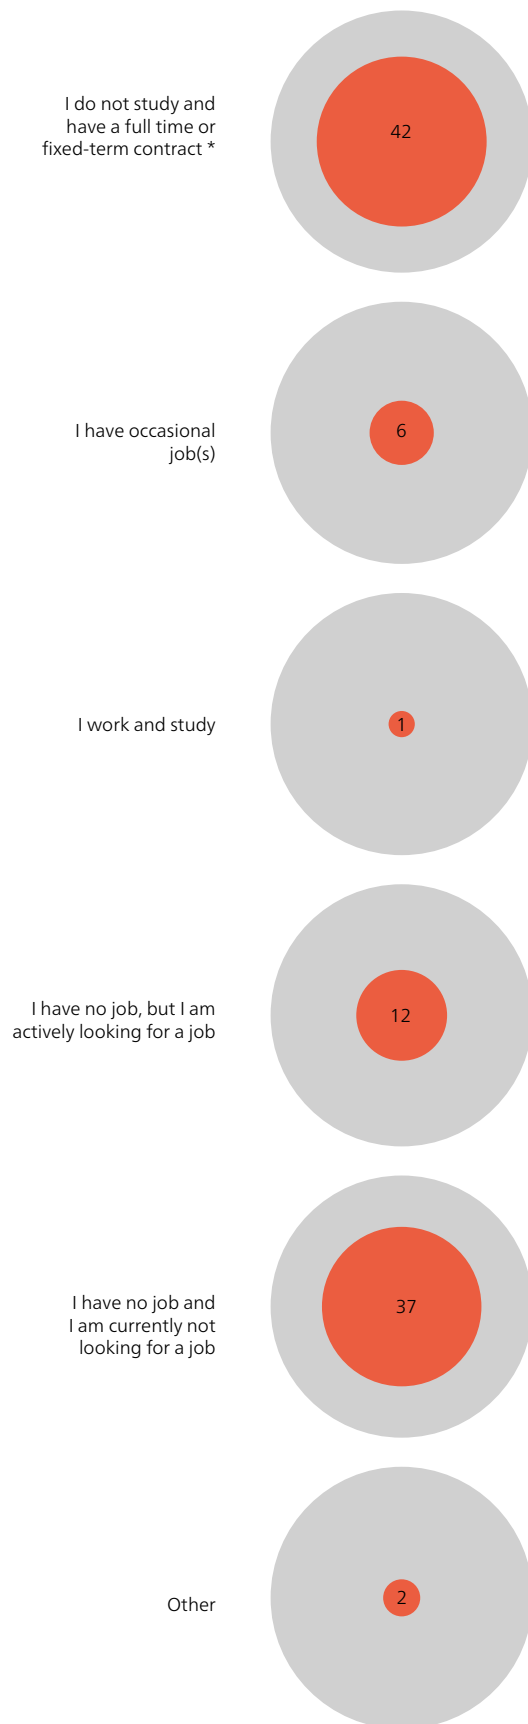 I do not study and
have a full time or
fixed-term contract *
42
I have occasional
job(s)
6
I work and study
1
I have no job, but I am
actively looking for a job
12
I have no job and
I am currently not
looking for a job
37
Other
2